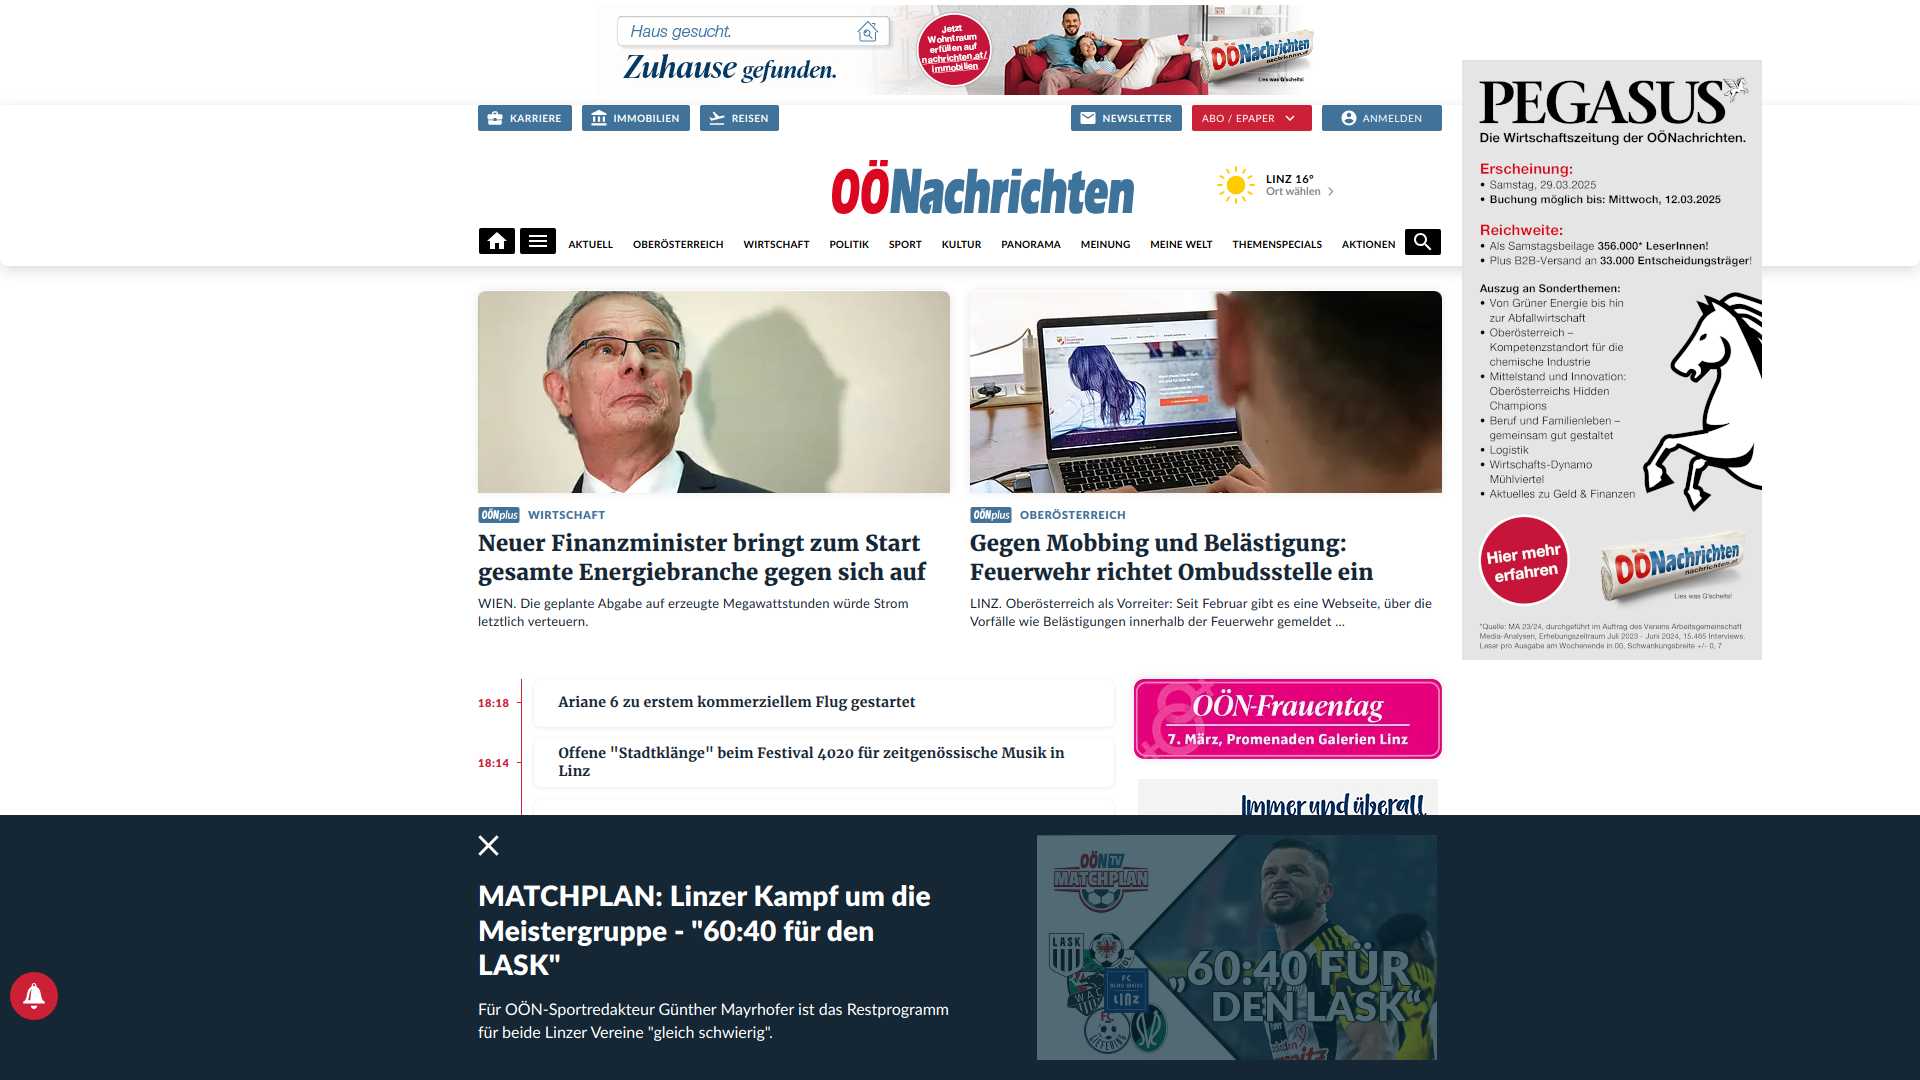 Haus gesucht.
Zuhause gefunden.
Jetzt
Wohntraum
erfüllen auf
nachrichten.at/
immobilien
OÖNachrichten
Lies was G'scheits!
KARRIERE
IMMOBILIEN
REISEN
NEWSLETTER
ABO / EPAPER
ANMELDEN
OÖNachrichten
LINZ 16°
Ort wählen
AKTUELL
OBERÖSTERREICH
WIRTSCHAFT
POLITIK
SPORT
KULTUR
PANORAMA
MEINUNG
MEINE WELT
THEMENSPECIALS
AKTIONEN
PEGASUS
Die Wirtschaftszeitung der OÖNachrichten.
Erscheinung:
• Samstag, 29.03.2025
• Buchung möglich bis: Mittwoch, 12.03.2025
Reichweite:
• Als Samstagsbeilage 356.000* LeserInnen!
• Plus B2B-Versand an 33.000 Entscheidungsträger!
Auszug an Sonderthemen:
• Von Grüner Energie bis hin
zur Abfallwirtschaft
• Oberösterreich –
Kompetenzstandort für die
chemische Industrie
• Mittelstand und Innovation:
Oberösterreichs Hidden
Champions
• Beruf und Familienleben –
gemeinsam gut gestaltet
• Logistik
• Wirtschafts-Dynamo
Mühlviertel
• Aktuelles zu Geld & Finanzen
Hier mehr
erfahren
OÖNachrichten
nachrichten.at
Lies was G'scheits!
*Quelle: MA 23/24, durchgeführt im Auftrag des Vereins Arbeitsgemeinschaft
Media-Analysen, Erhebungszeitraum Juli 2023 - Juni 2024, 15.465 Interviews.
Leser pro Ausgabe am Wochenende in OÖ, Schwankungsbreite +/- 0, 7
OÖNplus WIRTSCHAFT
Neuer Finanzminister bringt zum Start
gesamte Energiebranche gegen sich auf
WIEN. Die geplante Abgabe auf erzeugte Megawattstunden würde Strom
letztlich verteuern.
OÖNplus OBERÖSTERREICH
Gegen Mobbing und Belästigung:
Feuerwehr richtet Ombudsstelle ein
LINZ. Oberösterreich als Vorreiter: Seit Februar gibt es eine Webseite, über die
Vorfälle wie Belästigungen innerhalb der Feuerwehr gemeldet ...
18:18
Ariane 6 zu erstem kommerziellem Flug gestartet
18:14
Offene "Stadtklänge" beim Festival 4020 für zeitgenössische Musik in
Linz
OÖN-Frauentag
7. März, Promenaden Galerien Linz
Immer und überall
MATCHPLAN: Linzer Kampf um die
Meistergruppe - "60:40 für den
LASK"
Für OÖN-Sportredakteur Günther Mayrhofer ist das Restprogramm
für beide Linzer Vereine "gleich schwierig".
OÖN TV
MATCHPLAN
LASK
WAC
FC
BLAU WEISS
LINZ
FC
LIEFERING
„60:40 FÜR
DEN LASK“